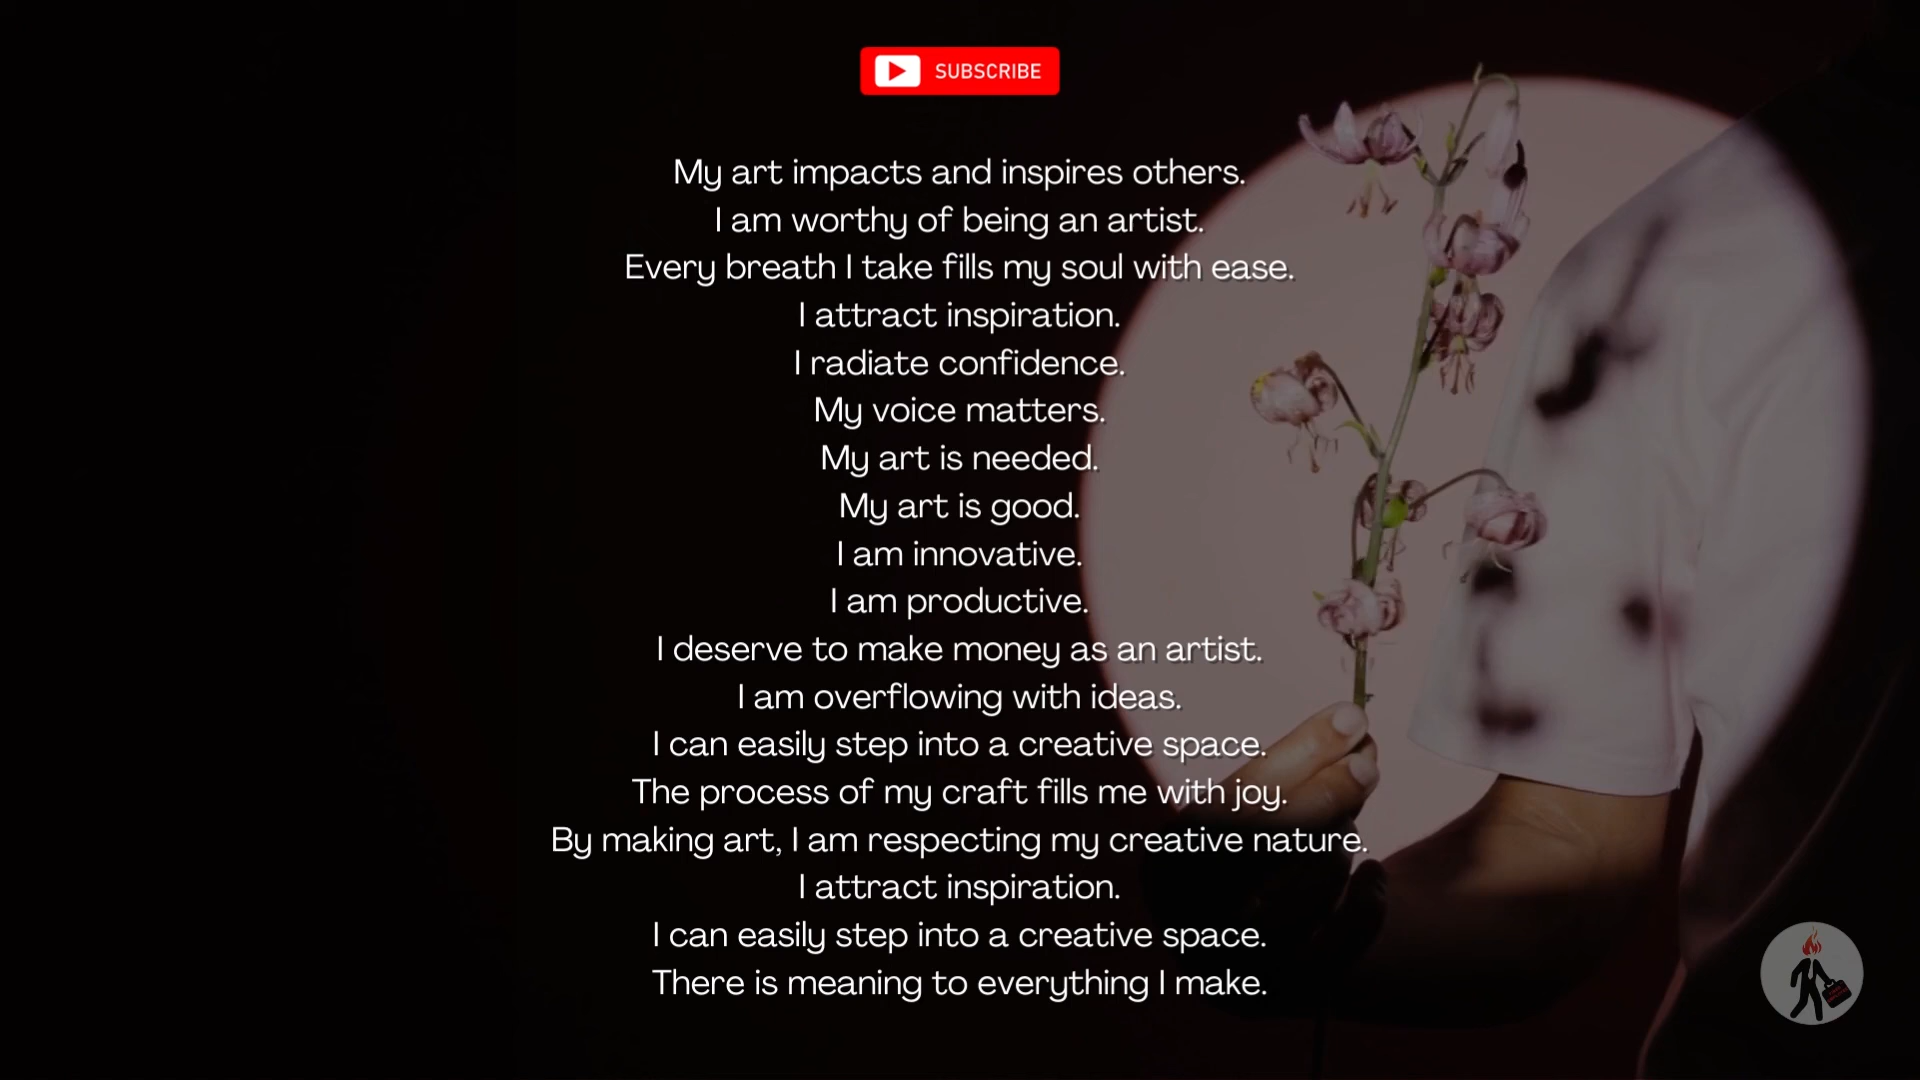 SUBSCRIBE
My art impacts and inspires others.
I am worthy of being an artist.
Every breath I take fills my soul with ease.
I attract inspiration.
I radiate confidence.
My voice matters.
My art is needed.
My art is good.
I am innovative.
I am productive.
I deserve to make money as an artist.
I am overflowing with ideas.
I can easily step into a creative space.
The process of my craft fills me with joy.
By making art, I am respecting my creative nature.
I attract inspiration.
I can easily step into a creative space.
There is meaning to everything I make.